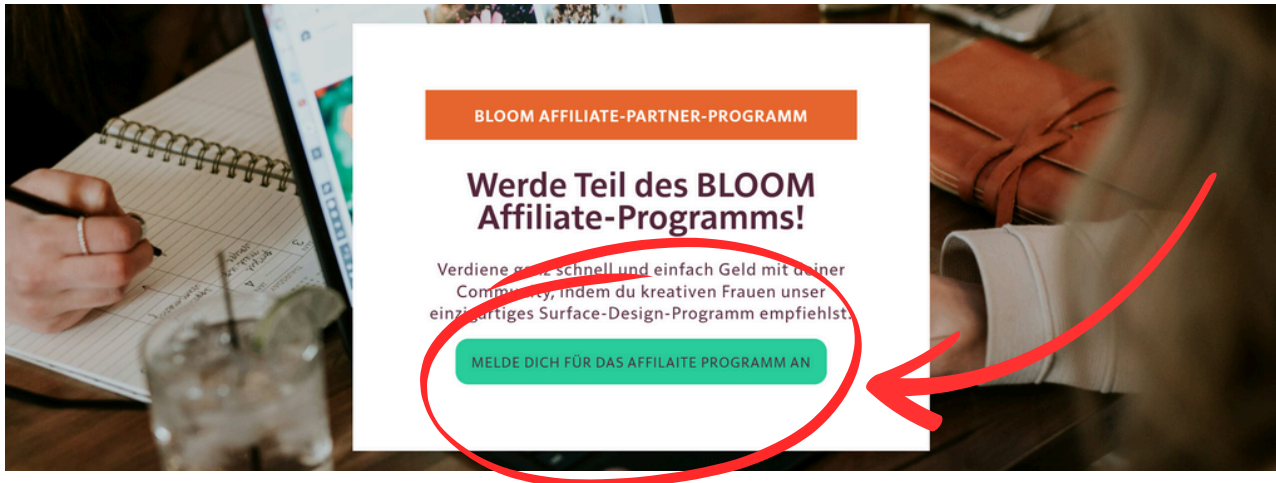 BLOOM AFFILIATE-PARTNER-PROGRAMM
Werde Teil des BLOOM
Affiliate-Programms!
Verdiene ganz schnell und einfach Geld mit deiner
Community, indem du kreativen Frauen unser
einzigartiges Surface-Design-Programm empfiehlst.
MELDE DICH FÜR DAS AFFILAITE PROGRAMM AN